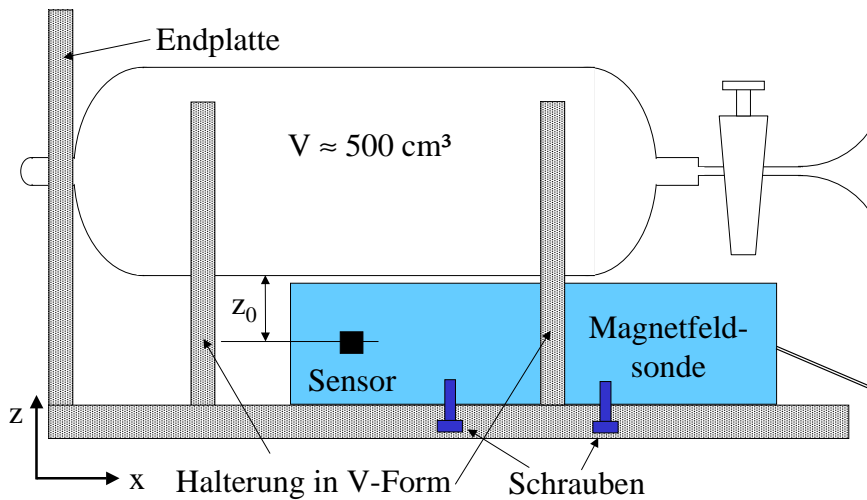 Endplatte
V ≈ 500 cm³
z₀
Magnetfeld-
sonde
Sensor
z
x
Halterung in V-Form
Schrauben